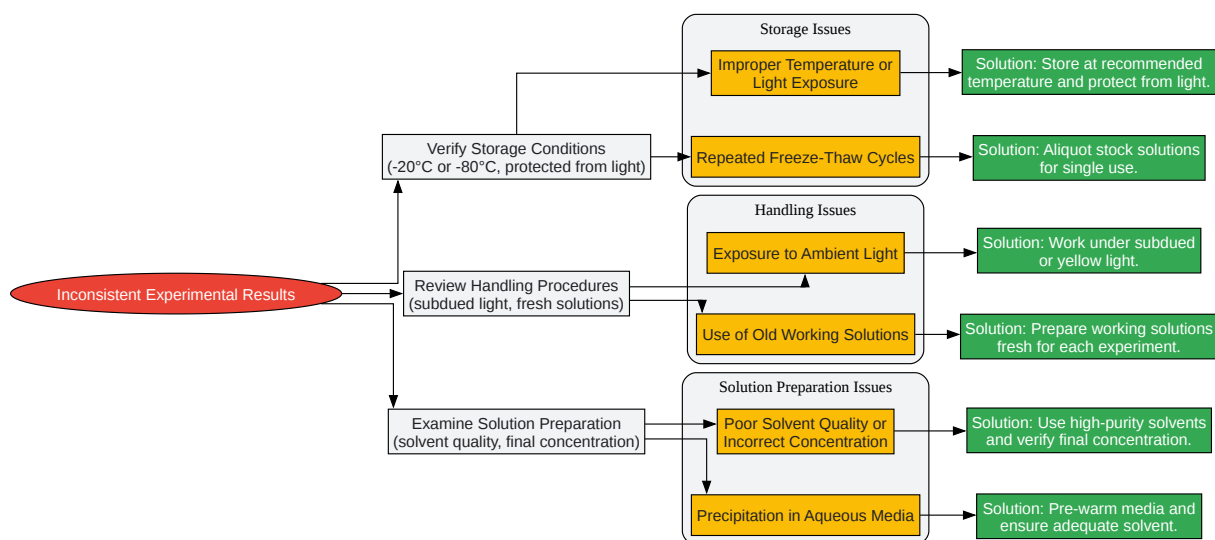 Inconsistent Experimental Results
Verify Storage Conditions
(-20°C or -80°C, protected from light)
Review Handling Procedures
(subdued light, fresh solutions)
Examine Solution Preparation
(solvent quality, final concentration)
Storage Issues
Improper Temperature or
Light Exposure
Repeated Freeze-Thaw Cycles
Handling Issues
Exposure to Ambient Light
Use of Old Working Solutions
Solution Preparation Issues
Poor Solvent Quality or
Incorrect Concentration
Precipitation in Aqueous Media
Solution: Store at recommended
temperature and protect from light.
Solution: Aliquot stock solutions
for single use.
Solution: Work under subdued
or yellow light.
Solution: Prepare working solutions
fresh for each experiment.
Solution: Use high-purity solvents
and verify final concentration.
Solution: Pre-warm media and
ensure adequate solvent.